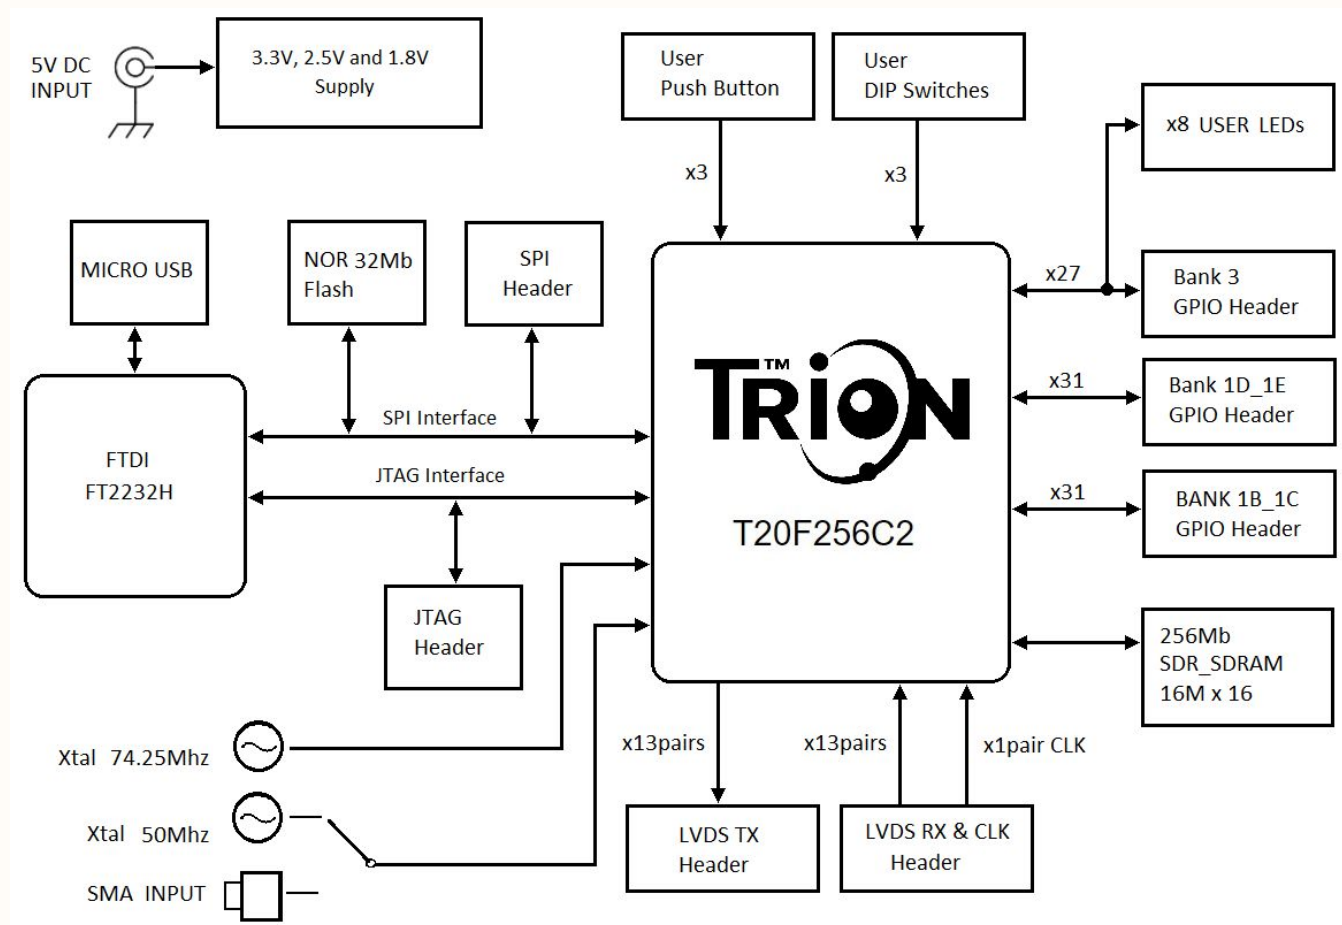 5V DC
INPUT
3.3V, 2.5V and 1.8V
Supply
User
Push Button
User
DIP Switches
x8 USER LEDs
x3
x3
MICRO USB
NOR 32Mb
Flash
SPI
Header
x27
Bank 3
GPIO Header
TRION™
x31
Bank 1D_1E
GPIO Header
SPI Interface
FTDI
FT2232H
JTAG Interface
x31
BANK 1B_1C
GPIO Header
T20F256C2
JTAG
Header
256Mb
SDR_SDRAM
16M x 16
Xtal 74.25Mhz
x13pairs
x13pairs
x1pair CLK
Xtal 50Mhz
LVDS TX
Header
LVDS RX & CLK
Header
SMA INPUT